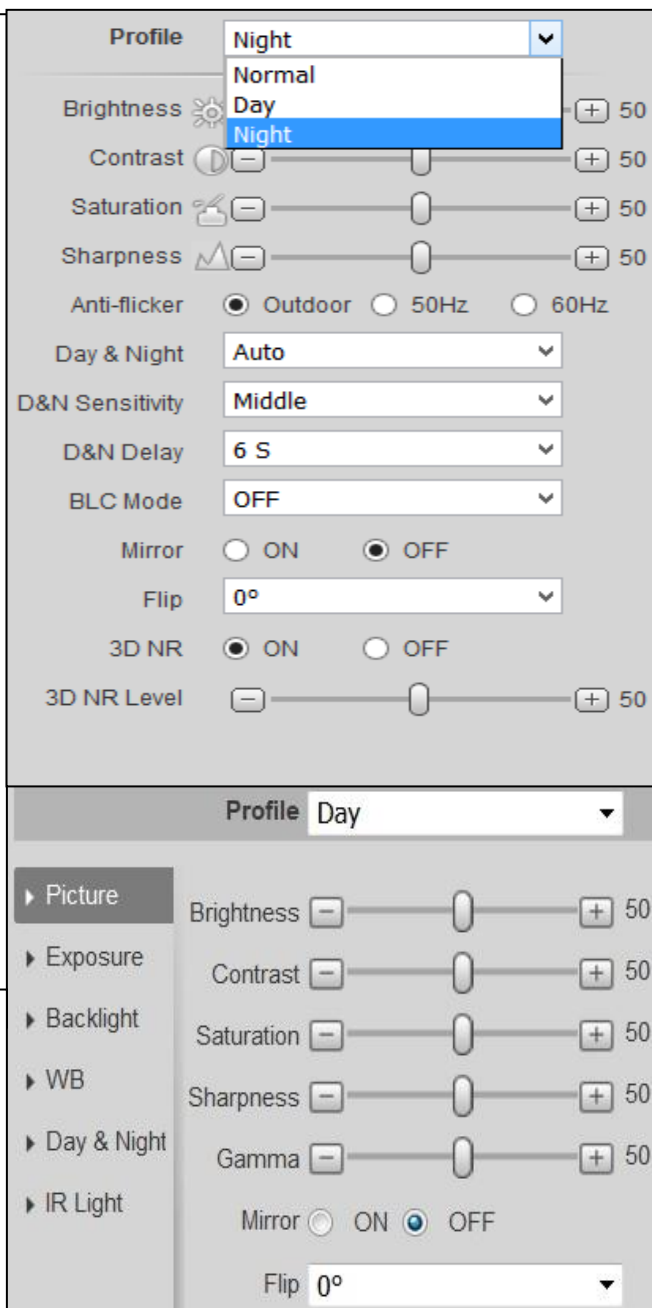 Profile Night
Normal
Brightness Day 50
Night
Contrast 50
Saturation 50
Sharpness 50
Anti-flicker Outdoor 50Hz 60Hz
Day & Night Auto
D&N Sensitivity Middle
D&N Delay 6 S
BLC Mode OFF
Mirror ON OFF
Flip 0°
3D NR ON OFF
3D NR Level 50
Profile Day
Picture
Brightness 50
Exposure
Contrast 50
Backlight
Saturation 50
WB
Sharpness 50
Day & Night
Gamma 50
IR Light
Mirror ON OFF
Flip 0°